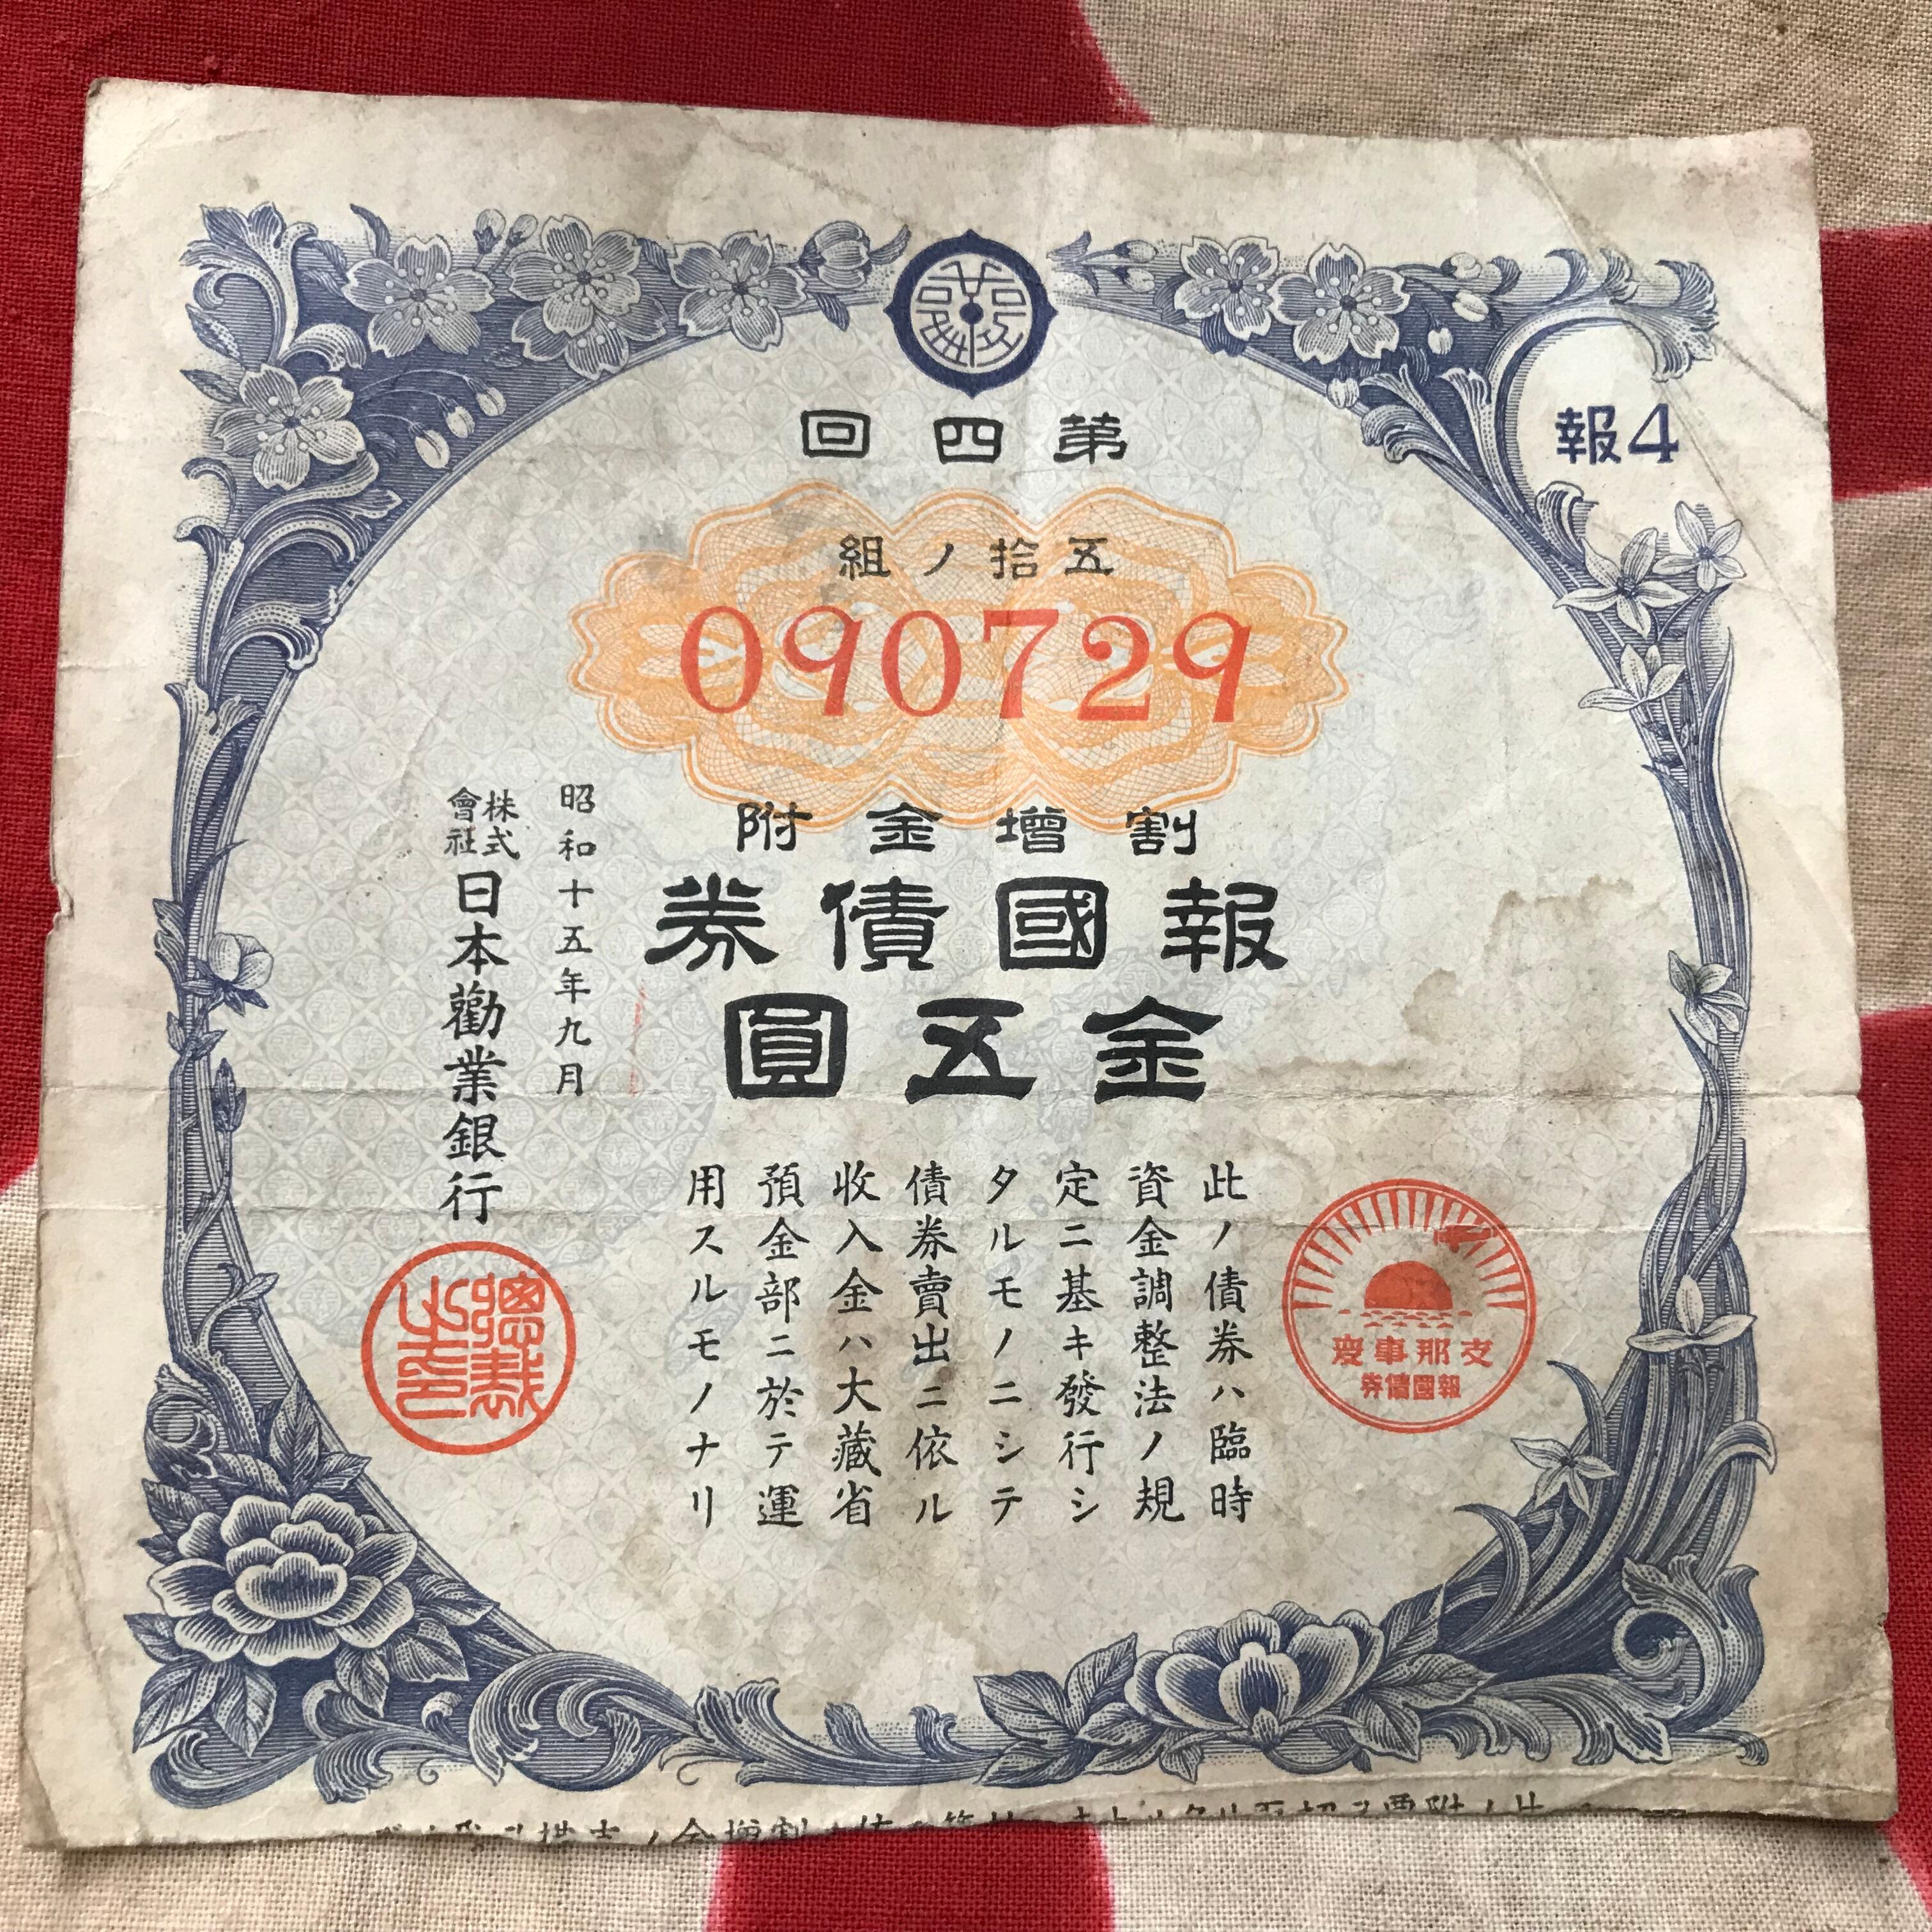 第四回
報4
五拾ノ組
090729
割增金附
報國債券
金五圓
此ノ債券ハ臨時
資金調整法ノ規
定ニ基キ發行シ
タルモノニシテ
債券賣出ニ依ル
收入金ハ大藏省
預金部ニ於テ運
用スルモノナリ
昭和十五年九月
株式會社日本勸業銀行
總裁之印
支那事變
報國債券